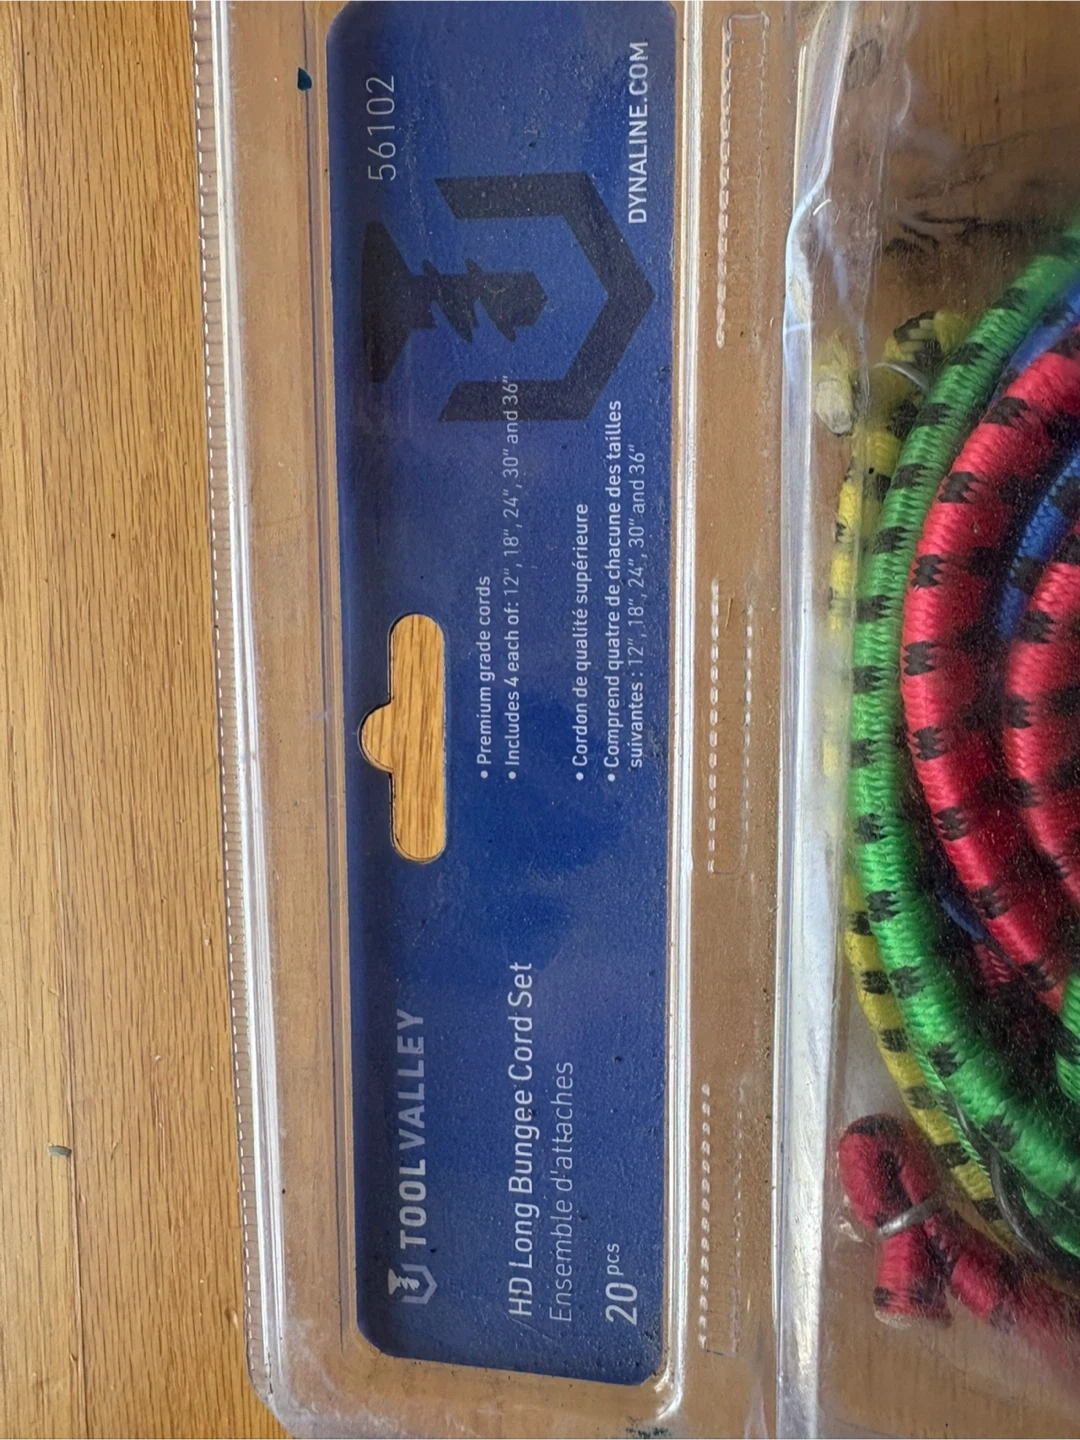 TOOLVALLEY
56102
HD Long Bungee Cord Set
Ensemble d'attaches
20 pcs
• Premium grade cords
• Includes 4 each of: 12", 18", 24", 30" and 36"
• Cordon de qualité supérieure
• Comprend quatre de chacune des tailles
suivantes : 12", 18", 24", 30" and 36"
DYNALINE.COM